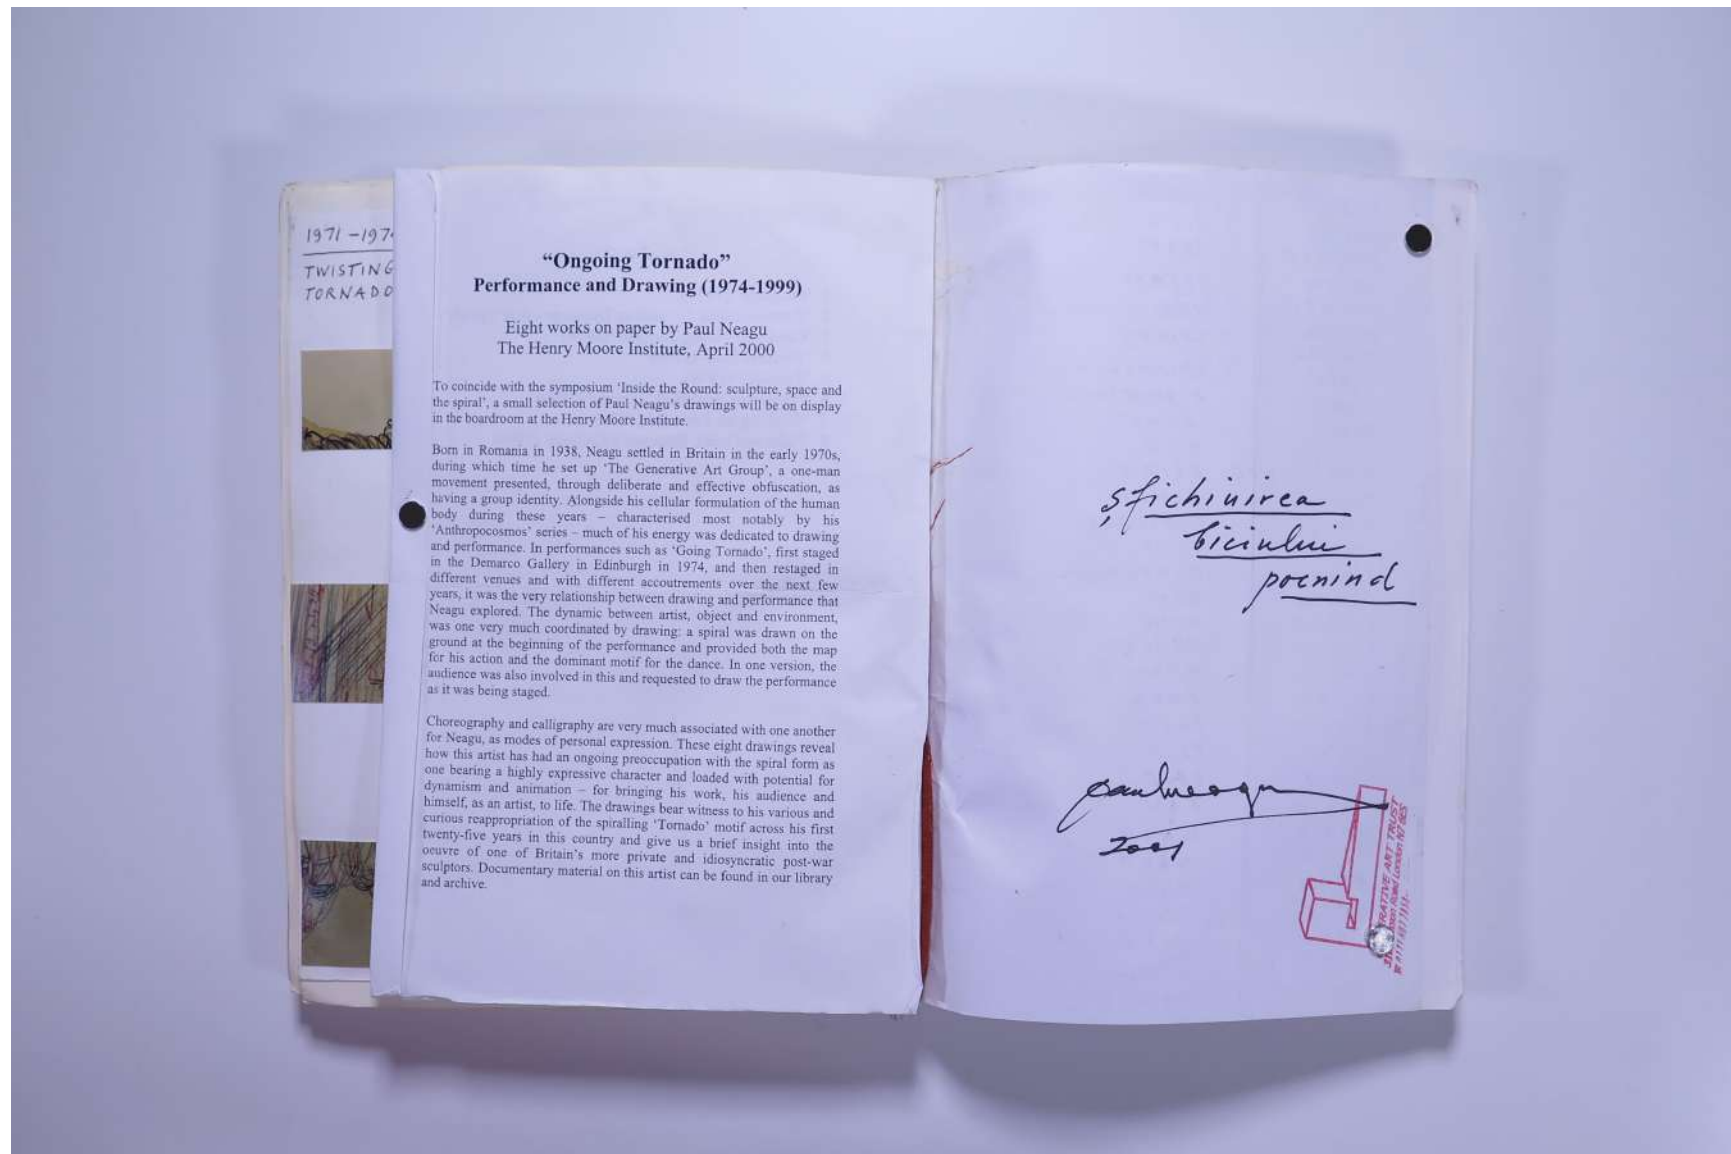 1971 – 197
TWISTING
TORNADO
“Ongoing Tornado”
Performance and Drawing (1974-1999)
Eight works on paper by Paul Neagu
The Henry Moore Institute, April 2000
To coincide with the symposium ‘Inside the Round: sculpture, space and
the spiral’, a small selection of Paul Neagu’s drawings will be on display
in the boardroom at the Henry Moore Institute.
Born in Romania in 1938, Neagu settled in Britain in the early 1970s,
during which time he set up ‘The Generative Art Group’, a one-man
movement presented, through deliberate and effective obfuscation, as
having a group identity. Alongside his cellular formulation of the human
body during these years – characterised most notably by his
‘Anthropocosmos’ series – much of his energy was dedicated to drawing
and performance. In performances such as ‘Going Tornado’, first staged
in the Demarco Gallery in Edinburgh in 1974, and then restaged in
different venues and with different accoutrements over the next few
years, it was the very relationship between drawing and performance that
Neagu explored. The dynamic between artist, object and environment,
was one very much coordinated by drawing: a spiral was drawn on the
ground at the beginning of the performance and provided both the map
for his action and the dominant motif for the dance. In one version, the
audience was also involved in this and requested to draw the performance
as it was being staged.
Choreography and calligraphy are very much associated with one another
for Neagu, as modes of personal expression. These eight drawings reveal
how this artist has had an ongoing preoccupation with the spiral form as
one bearing a highly expressive character and loaded with potential for
dynamism and animation – for bringing his work, his audience and
himself, as an artist, to life. The drawings bear witness to his various and
curious reappropriation of the spiralling ‘Tornado’ motif across his first
twenty-five years in this country and give us a brief insight into the
oeuvre of one of Britain’s more private and idiosyncratic post-war
sculptors. Documentary material on this artist can be found in our library
and archive.
șfichinirea
biciului
pocnind
paulneagu
2001
RATIVE ART TRUST
Road London N7